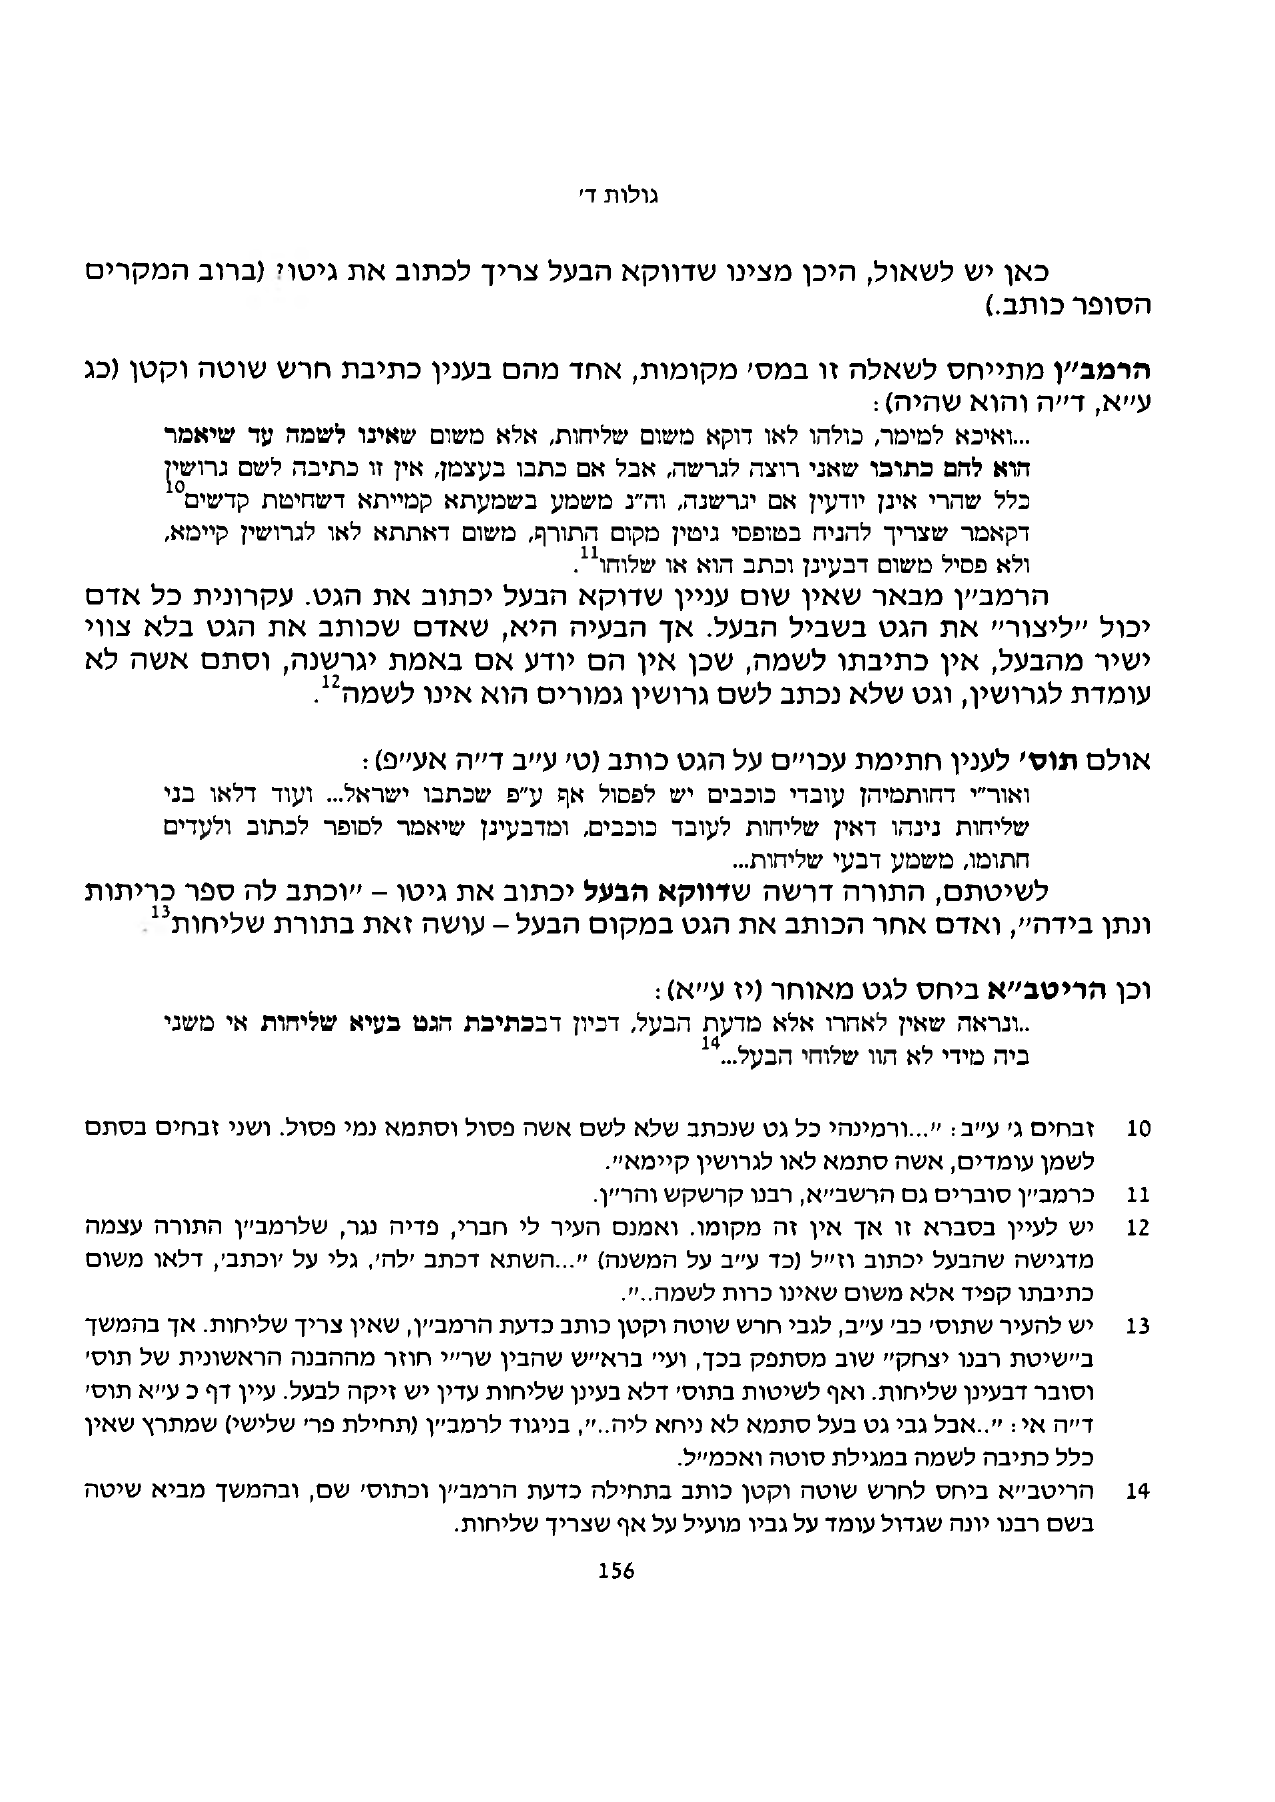 גולות ד'
כאן יש לשאול, היכן מצינו שדווקא הבעל צריך לכתוב את גיטו? (ברוב המקרים
הסופר כותב.)
הרמב"ן מתייחס לשאלה זו במס' מקומות, אחד מהם בענין כתיבת חרש שוטה וקטן (כג
ע"א, ד"ה והוא שהיה):
...ואיכא למימר, כולהו לאו דוקא משום שליחות, אלא משום שאינו לשמה עד שיאמר
הוא להם כתובו שאני רוצה לגרשה, אבל אם כתבו בעצמן, אין זו כתיבה לשם גרושין
כלל שהרי אינן יודעין אם יגרשנה, וה"נ משמע בשמעתא קמייתא דשחיטת קדשים10
דקאמר שצריך להניח בטופסי גיטין מקום התורף, משום דאתתא לאו לגרושין קיימא,
ולא פסיל משום דבעינן וכתב הוא או שלוחו11.
הרמב"ן מבאר שאין שום עניין שדוקא הבעל יכתוב את הגט. עקרונית כל אדם
יכול "ליצור" את הגט בשביל הבעל. אך הבעיה היא, שאדם שכותב את הגט בלא צווי
ישיר מהבעל, אין כתיבתו לשמה, שכן אין הם יודע אם באמת יגרשנה, וסתם אשה לא
עומדת לגרושין, וגט שלא נכתב לשם גרושין גמורים הוא אינו לשמה12.
אולם תוס' לענין חתימת עכו"ם על הגט כותב (ט' ע"ב ד"ה אע"פ):
ואור"י דחותמיהן עובדי כוכבים יש לפסול אף ע"פ שכתבו ישראל... ועוד דלאו בני
שליחות נינהו דאין שליחות לעובד כוכבים, ומדבעינן שיאמר לסופר לכתוב ולעדים
חתומו, משמע דבעי שליחות...
לשיטתם, התורה דרשה שדווקא הבעל יכתוב את גיטו – "וכתב לה ספר כריתות
ונתן בידה", ואדם אחר הכותב את הגט במקום הבעל – עושה זאת בתורת שליחות13.
וכן הריטב"א ביחס לגט מאוחר (יז ע"א):
..ונראה שאין לאחרו אלא מדעת הבעל, דכיון דבכתיבת הגט בעיא שליחות אי משני
ביה מידי לא הוו שלוחי הבעל...14
10 זבחים ג' ע"ב: "...ורמינהי כל גט שנכתב שלא לשם אשה פסול וסתמא נמי פסול. ושני זבחים בסתם
לשמן עומדים, אשה סתמא לאו לגרושין קיימא".
11 כרמב"ן סוברים גם הרשב"א, רבנו קרשקש והר"ן.
12 יש לעיין בסברא זו אך אין זה מקומו. ואמנם העיר לי חברי, פדיה נגר, שלרמב"ן התורה עצמה
מדגישה שהבעל יכתוב וז"ל (כד ע"ב על המשנה) "...השתא דכתב 'לה', גלי על 'וכתב', דלאו משום
כתיבתו קפיד אלא משום שאינו כרות לשמה..".
13 יש להעיר שתוס' כב' ע"ב, לגבי חרש שוטה וקטן כותב כדעת הרמב"ן, שאין צריך שליחות. אך בהמשך
ב"שיטת רבנו יצחק" שוב מסתפק בכך, ועי' ברא"ש שהבין שר"י חוזר מההבנה הראשונית של תוס'
וסובר דבעינן שליחות. ואף לשיטות בתוס' דלא בעינן שליחות עדין יש זיקה לבעל. עיין דף כ ע"א תוס'
ד"ה אי: "..אבל גבי גט בעל סתמא לא ניחא ליה..", בניגוד לרמב"ן (תחילת פר' שלישי) שמתרץ שאין
כלל כתיבה לשמה במגילת סוטה ואכמ"ל.
14 הריטב"א ביחס לחרש שוטה וקטן כותב בתחילה כדעת הרמב"ן וכתוס' שם, ובהמשך מביא שיטה
בשם רבנו יונה שגדול עומד על גביו מועיל על אף שצריך שליחות.
156